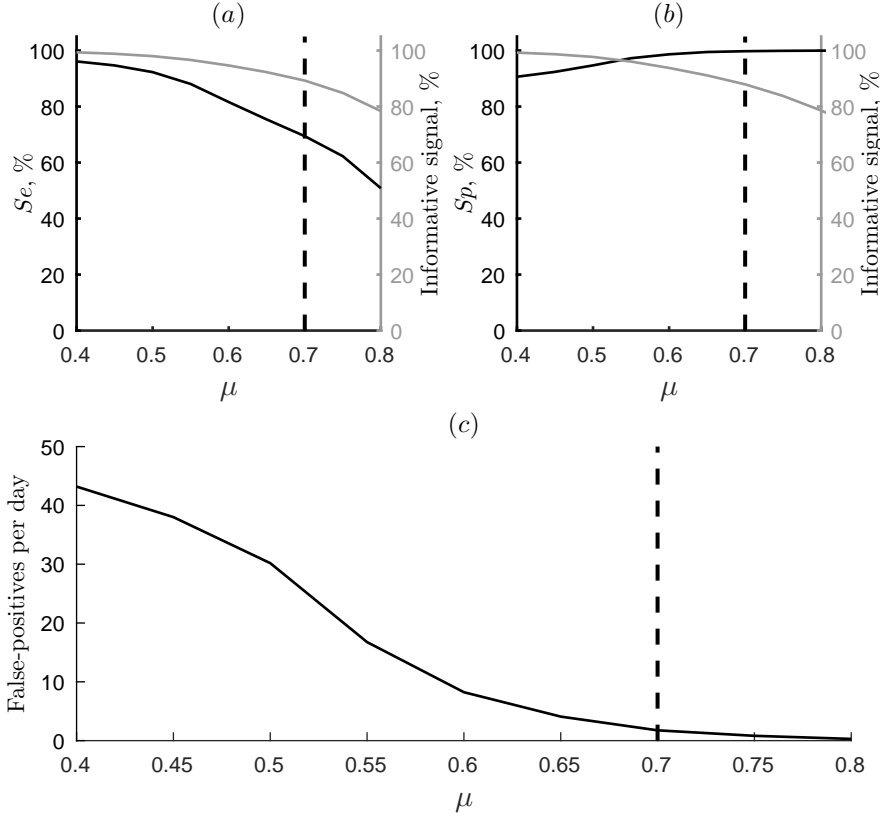 (a)
100
80
60
40
20
0
Se, %
100
80
60
40
20
0
Informative signal, %
0.4 0.5 0.6 0.7 0.8
μ
(b)
100
80
60
40
20
0
Sp, %
100
80
60
40
20
0
Informative signal, %
0.4 0.5 0.6 0.7 0.8
μ
(c)
50
40
30
20
10
0
False-positives per day
0.4 0.45 0.5 0.55 0.6 0.65 0.7 0.75 0.8
μ